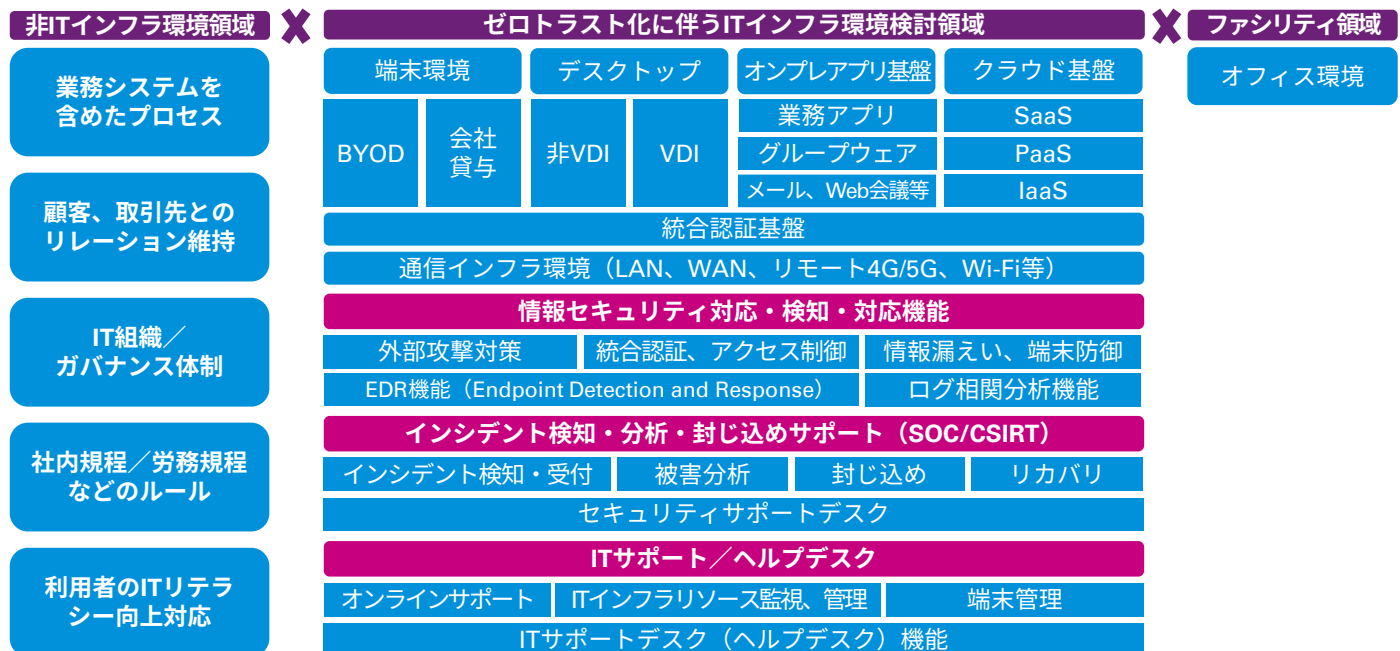 非ITインフラ環境領域
ゼロトラスト化に伴うITインフラ環境検討領域
ファシリティ領域
業務システムを
含めたプロセス
顧客、取引先との
リレーション維持
IT組織／
ガバナンス体制
社内規程／労務規程
などのルール
利用者のITリテラ
シー向上対応
端末環境
デスクトップ
オンプレアプリ基盤
クラウド基盤
BYOD
会社
貸与
非VDI
VDI
業務アプリ
SaaS
グループウェア
PaaS
メール、Web会議等
IaaS
統合認証基盤
通信インフラ環境（LAN、WAN、リモート4G/5G、Wi-Fi等）
情報セキュリティ対応・検知・対応機能
外部攻撃対策
統合認証、アクセス制御
情報漏えい、端末防御
EDR機能（Endpoint Detection and Response）
ログ相関分析機能
インシデント検知・分析・封じ込めサポート（SOC/CSIRT）
インシデント検知・受付
被害分析
封じ込め
リカバリ
セキュリティサポートデスク
ITサポート／ヘルプデスク
オンラインサポート
ITインフラリソース監視、管理
端末管理
ITサポートデスク（ヘルプデスク）機能
オフィス環境